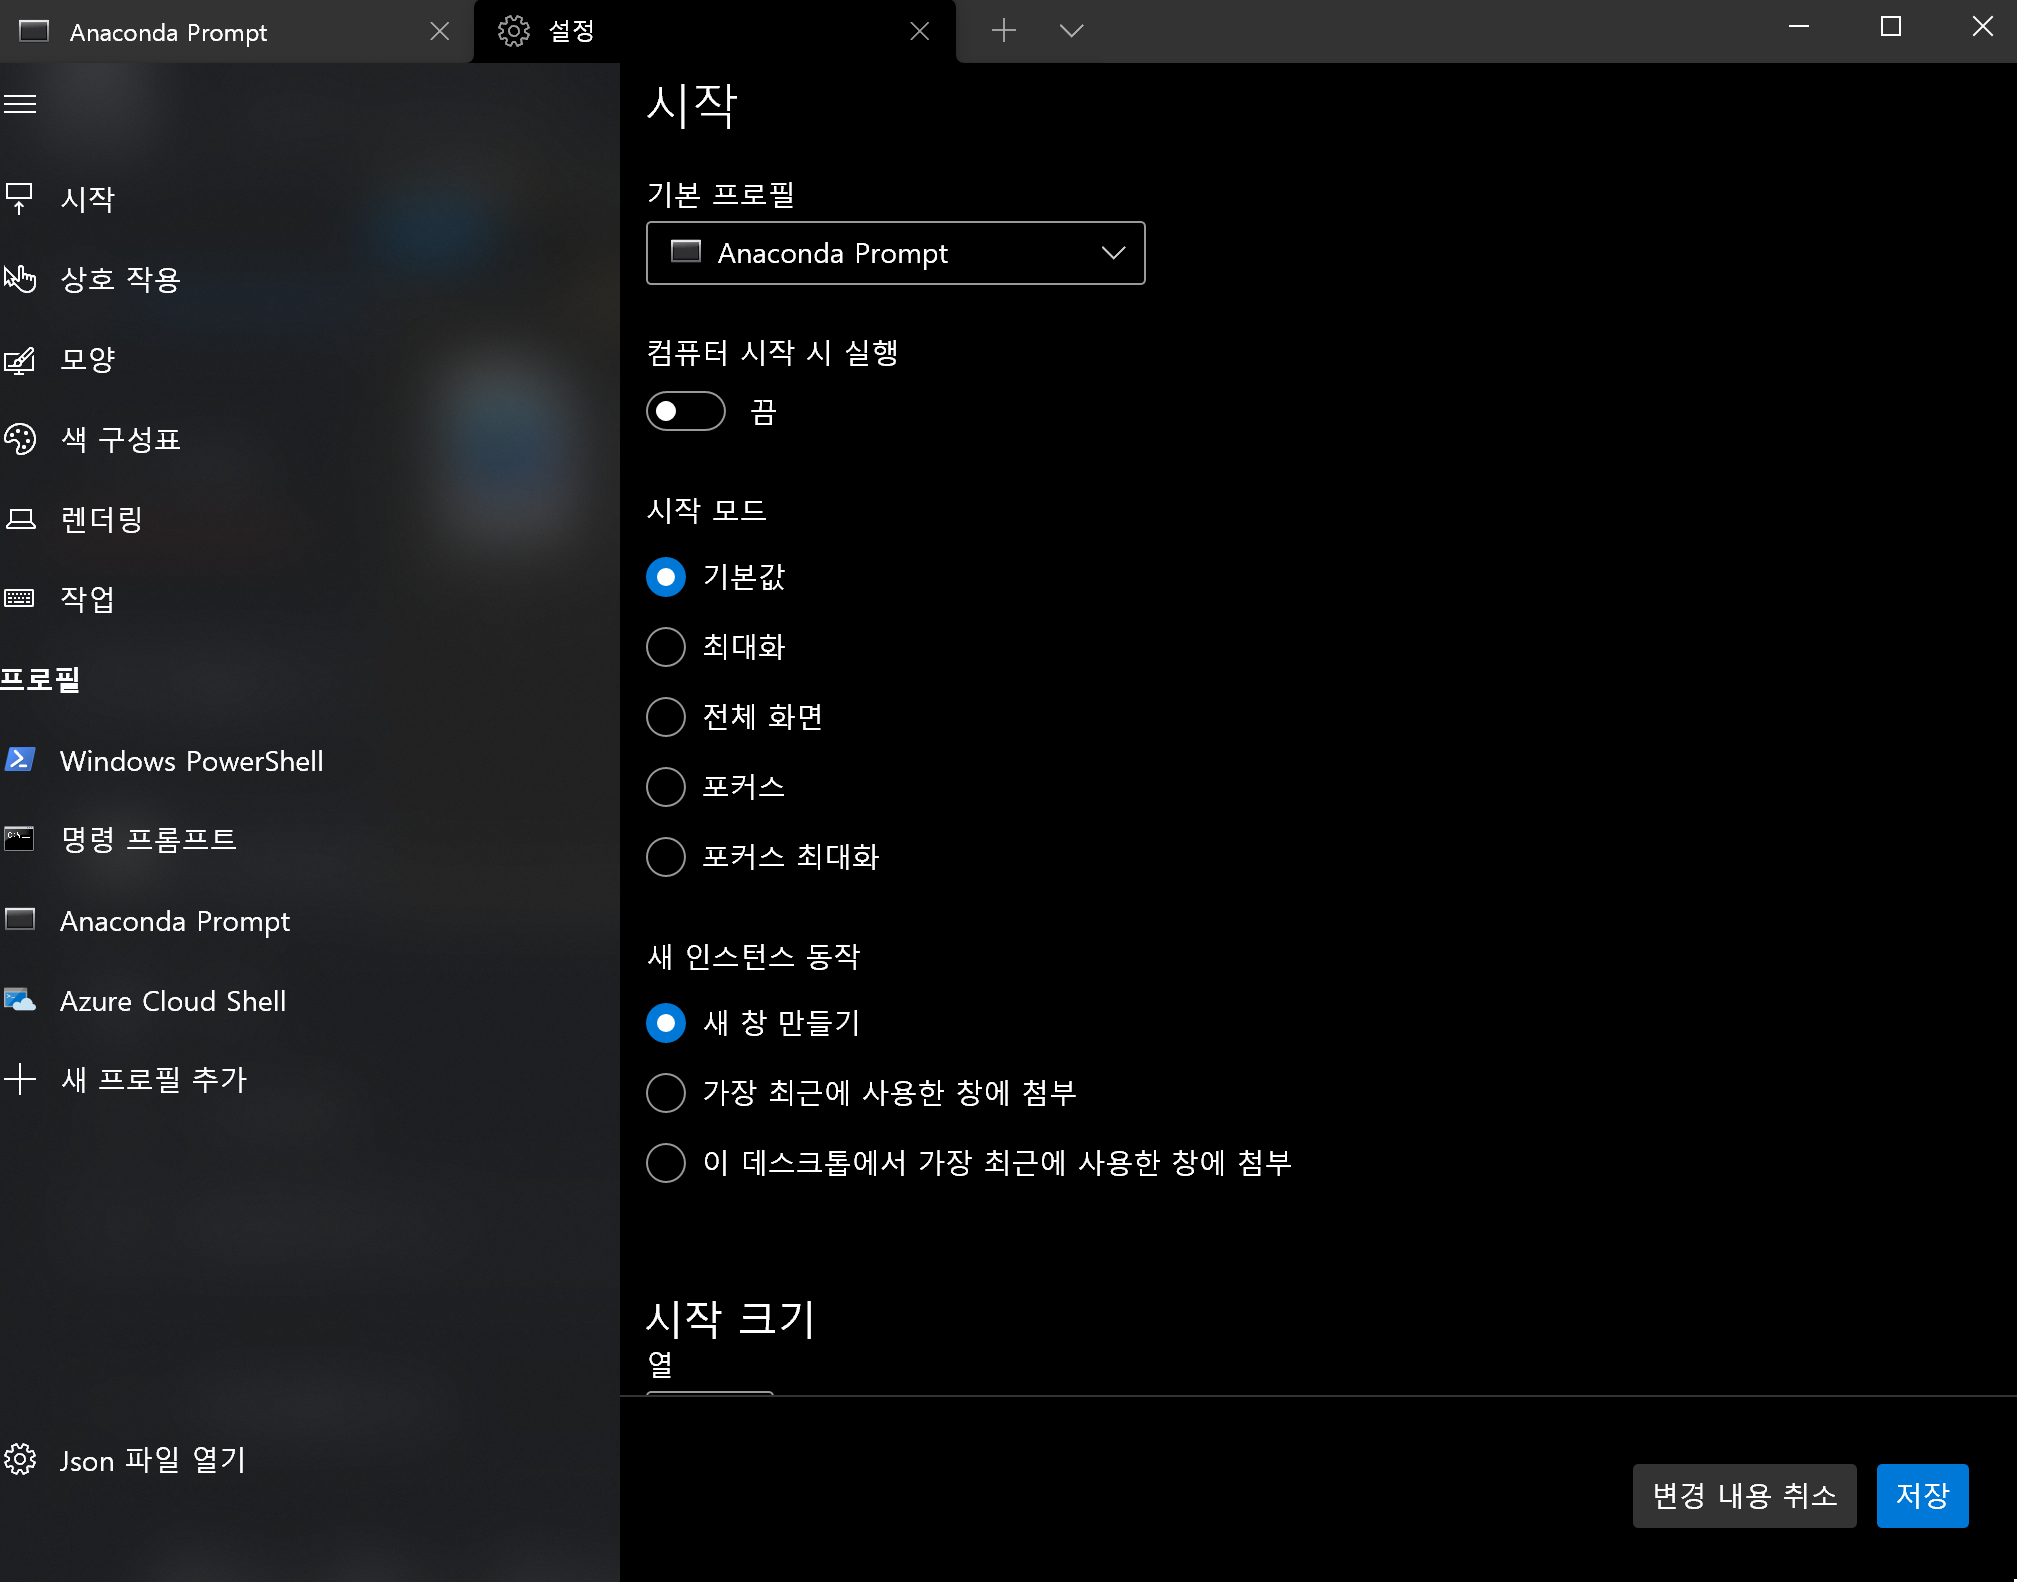 Anaconda Prompt
설정
시작
상호 작용
모양
색 구성표
렌더링
작업
프로필
Windows PowerShell
명령 프롬프트
Anaconda Prompt
Azure Cloud Shell
새 프로필 추가
Json 파일 열기
시작
기본 프로필
Anaconda Prompt
컴퓨터 시작 시 실행
끔
시작 모드
기본값
최대화
전체 화면
포커스
포커스 최대화
새 인스턴스 동작
새 창 만들기
가장 최근에 사용한 창에 첨부
이 데스크톱에서 가장 최근에 사용한 창에 첨부
시작 크기
열
변경 내용 취소
저장